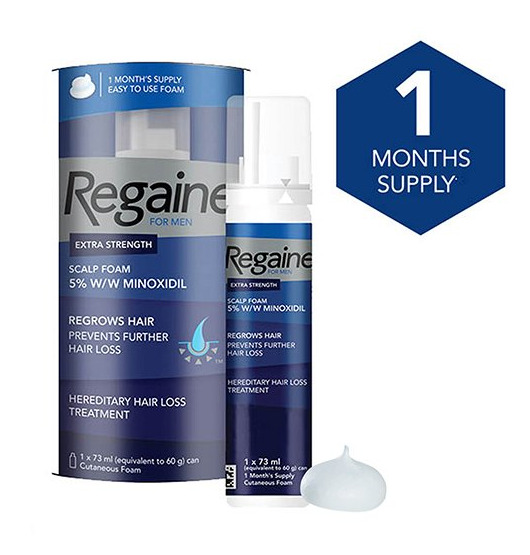 1 MONTH'S SUPPLY
EASY TO USE FOAM
Regaine
FOR MEN
EXTRA STRENGTH
SCALP FOAM
5% W/W MINOXIDIL
REGROWS HAIR
PREVENTS FURTHER
HAIR LOSS
TM
HEREDITARY HAIR LOSS
TREATMENT
1 x 73 ml (equivalent to 60 g) can
Cutaneous Foam
Regaine
FOR MEN
EXTRA STRENGTH
SCALP FOAM
5% W/W MINOXIDIL
REGROWS HAIR
PREVENTS FURTHER
HAIR LOSS
HEREDITARY HAIR LOSS
TREATMENT
1 x 73 ml
(equivalent to 60 g) can
1 Month's Supply
Cutaneous Foam
1
MONTHS
SUPPLY